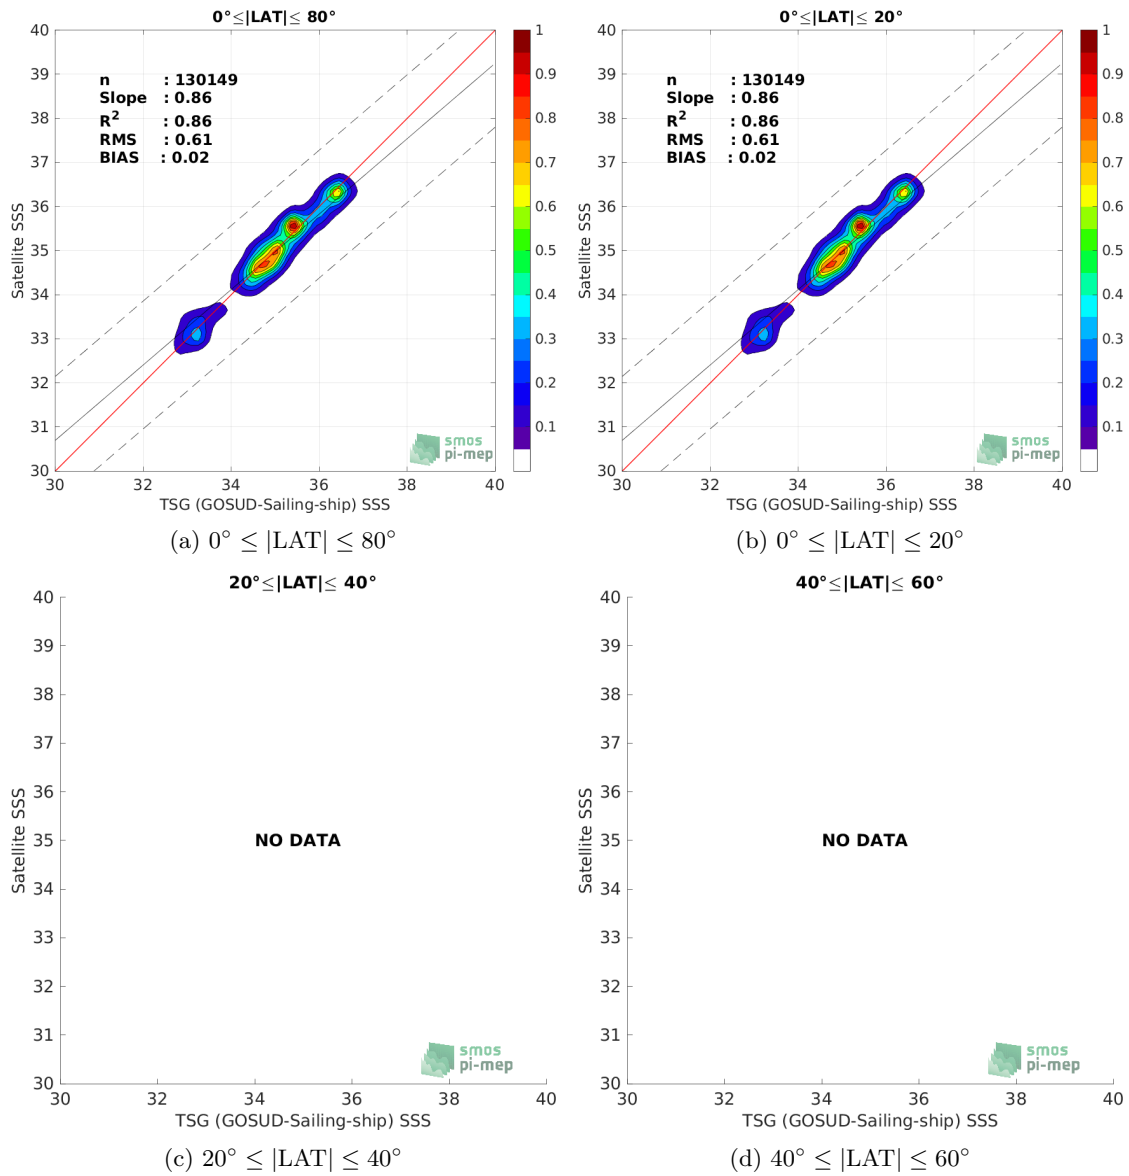 0°≤|LAT|≤ 80°
40
39
38
37
36
35
34
33
32
31
30
Satellite SSS
n : 130149
Slope : 0.86
R² : 0.86
RMS : 0.61
BIAS : 0.02
smos
pi-mep
30 32 34 36 38 40
TSG (GOSUD-Sailing-ship) SSS
1
0.9
0.8
0.7
0.6
0.5
0.4
0.3
0.2
0.1
(a) 0° ≤ |LAT| ≤ 80°
0°≤|LAT|≤ 20°
40
39
38
37
36
35
34
33
32
31
30
Satellite SSS
n : 130149
Slope : 0.86
R² : 0.86
RMS : 0.61
BIAS : 0.02
smos
pi-mep
30 32 34 36 38 40
TSG (GOSUD-Sailing-ship) SSS
1
0.9
0.8
0.7
0.6
0.5
0.4
0.3
0.2
0.1
(b) 0° ≤ |LAT| ≤ 20°
20°≤|LAT|≤ 40°
40
39
38
37
36
35
34
33
32
31
30
Satellite SSS
NO DATA
smos
pi-mep
30 32 34 36 38 40
TSG (GOSUD-Sailing-ship) SSS
(c) 20° ≤ |LAT| ≤ 40°
40°≤|LAT|≤ 60°
40
39
38
37
36
35
34
33
32
31
30
Satellite SSS
NO DATA
smos
pi-mep
30 32 34 36 38 40
TSG (GOSUD-Sailing-ship) SSS
(d) 40° ≤ |LAT| ≤ 60°